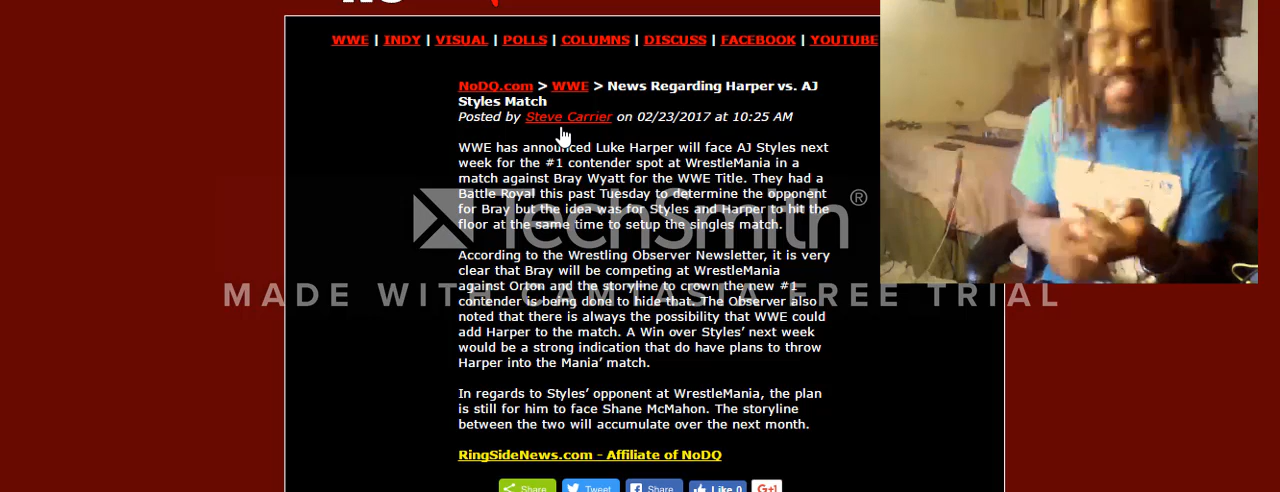 WWE | INDY | VISUAL | POLLS | COLUMNS | DISCUSS | FACEBOOK | YOUTUBE
NoDQ.com > WWE > News Regarding Harper vs. AJ
Styles Match
Posted by Steve Carrier on 02/23/2017 at 10:25 AM
WWE has announced Luke Harper will face AJ Styles next
week for the #1 contender spot at WrestleMania in a
match against Bray Wyatt for the WWE Title. They had a
Battle Royal this past Tuesday to determine the opponent
for Bray but the idea was for Styles and Harper to hit the
floor at the same time to setup the singles match.
TechSmith®
According to the Wrestling Observer Newsletter, it is very
clear that Bray will be competing at WrestleMania
against Orton and the storyline to crown the new #1
contender is being done to hide that. The Observer also
MADE WITH CAMTASIA FREE TRIAL
noted that there is always the possibility that WWE could
add Harper to the match. A Win over Styles’ next week
would be a strong indication that do have plans to throw
Harper into the Mania’ match.
In regards to Styles’ opponent at WrestleMania, the plan
is still for him to face Shane McMahon. The storyline
between the two will accumulate over the next month.
RingSideNews.com - Affiliate of NoDQ
Share Tweet Share Like 0 G+1